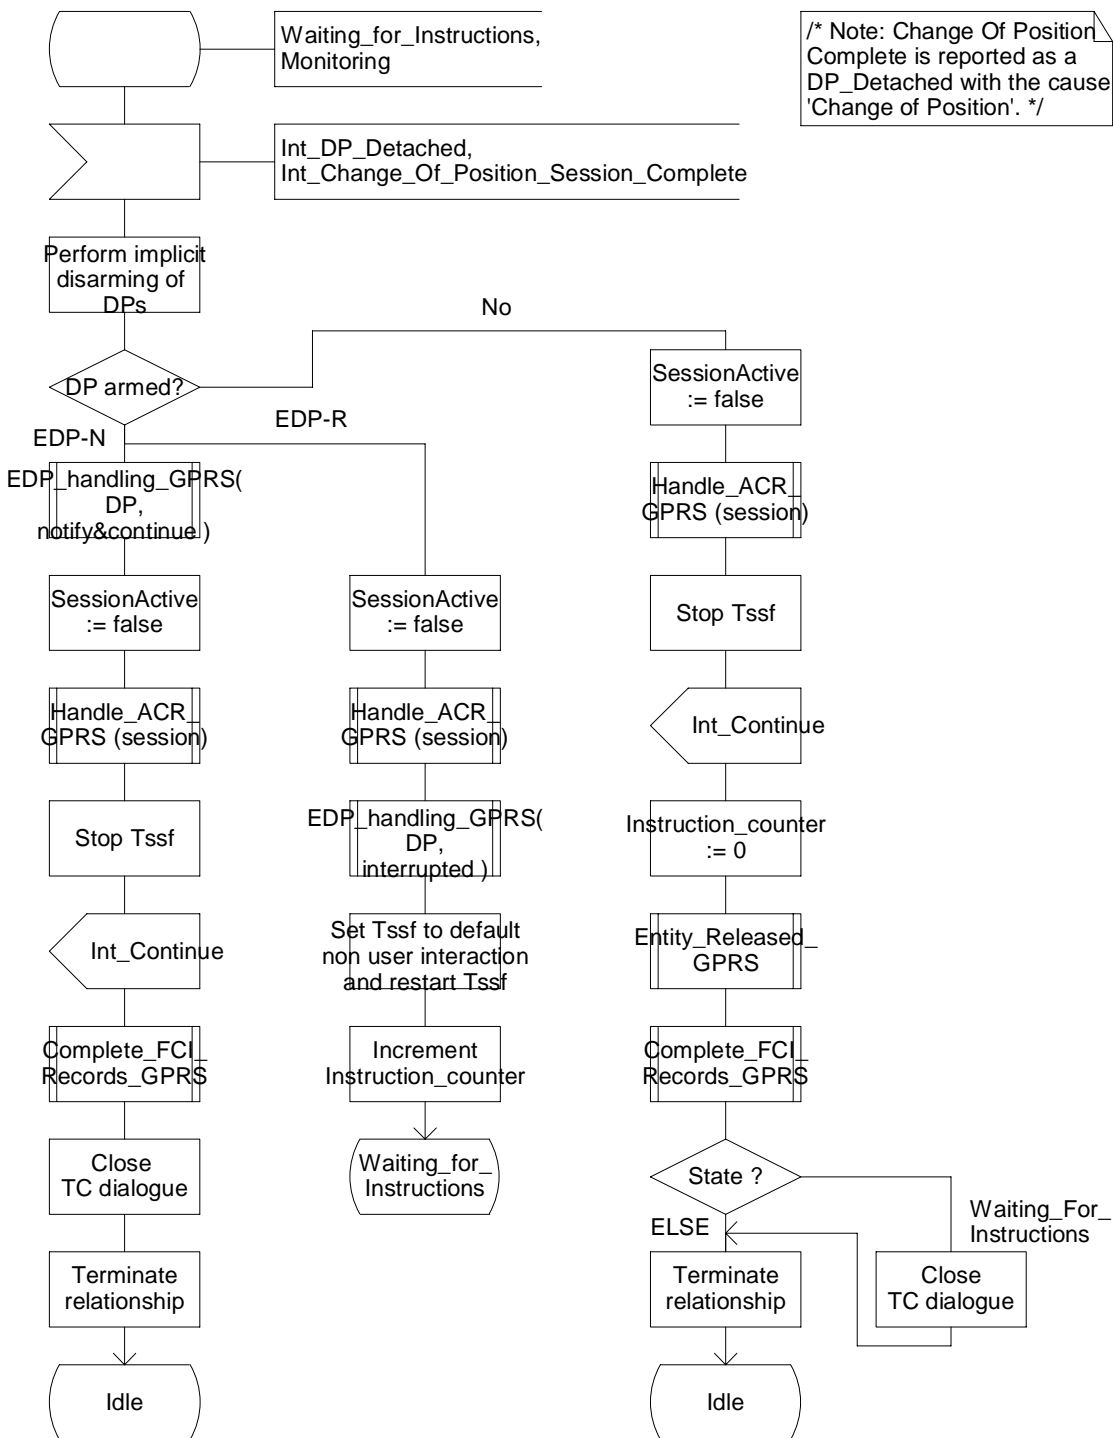 Waiting_for_Instructions,
Monitoring
/* Note: Change Of Position
Complete is reported as a
DP_Detached with the cause
'Change of Position'. */
Int_DP_Detached,
Int_Change_Of_Position_Session_Complete
Perform implicit
disarming of
DPs
No
DP armed?
EDP-N
EDP-R
EDP_handling_GPRS(
DP,
notify&continue )
SessionActive
:= false
Handle_ACR_
GPRS (session)
Stop Tssf
Int_Continue
Complete_FCI_
Records_GPRS
Close
TC dialogue
Terminate
relationship
Idle
SessionActive
:= false
Handle_ACR_
GPRS (session)
EDP_handling_GPRS(
DP,
interrupted )
Set Tssf to default
non user interaction
and restart Tssf
Increment
Instruction_counter
Waiting_for_
Instructions
SessionActive
:= false
Handle_ACR_
GPRS (session)
Stop Tssf
Int_Continue
Instruction_counter
:= 0
Entity_Released_
GPRS
Complete_FCI_
Records_GPRS
State ?
ELSE
Waiting_For_
Instructions
Terminate
relationship
Close
TC dialogue
Idle